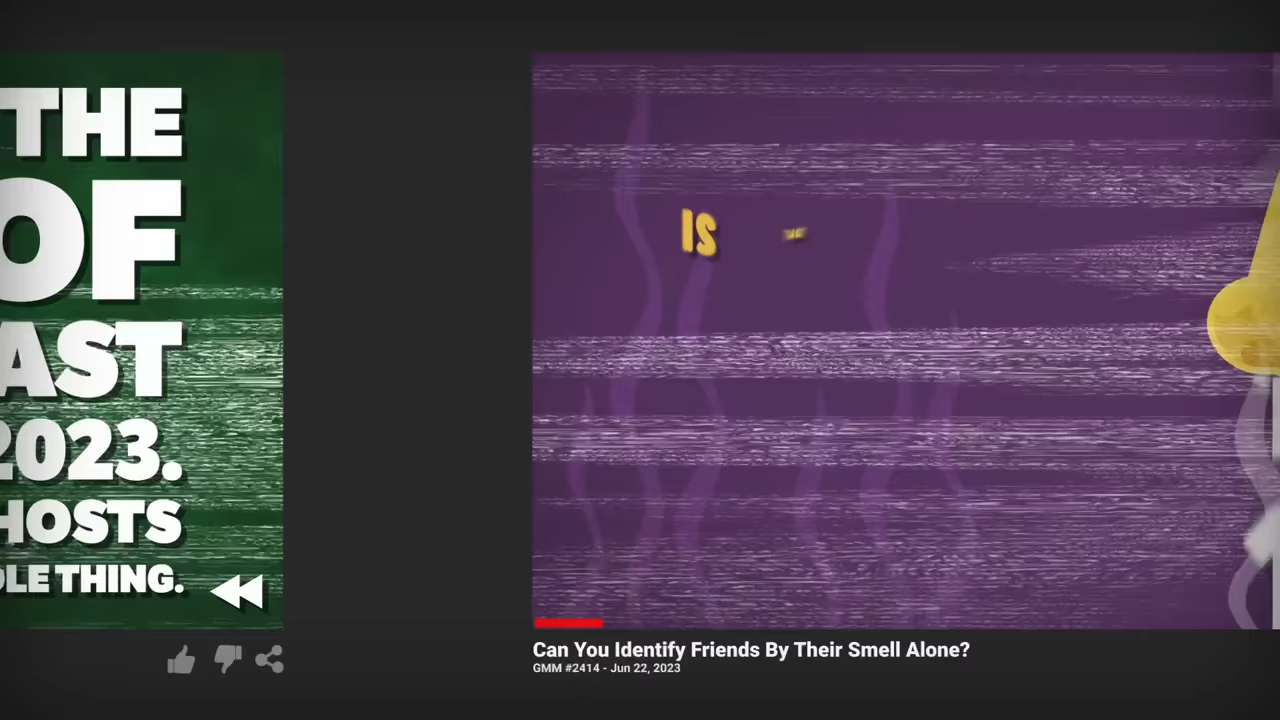 THE
OF
AST
2023.
HOSTS
OLE THING.
IS
Can You Identify Friends By Their Smell Alone?
GMM #2414 - Jun 22, 2023